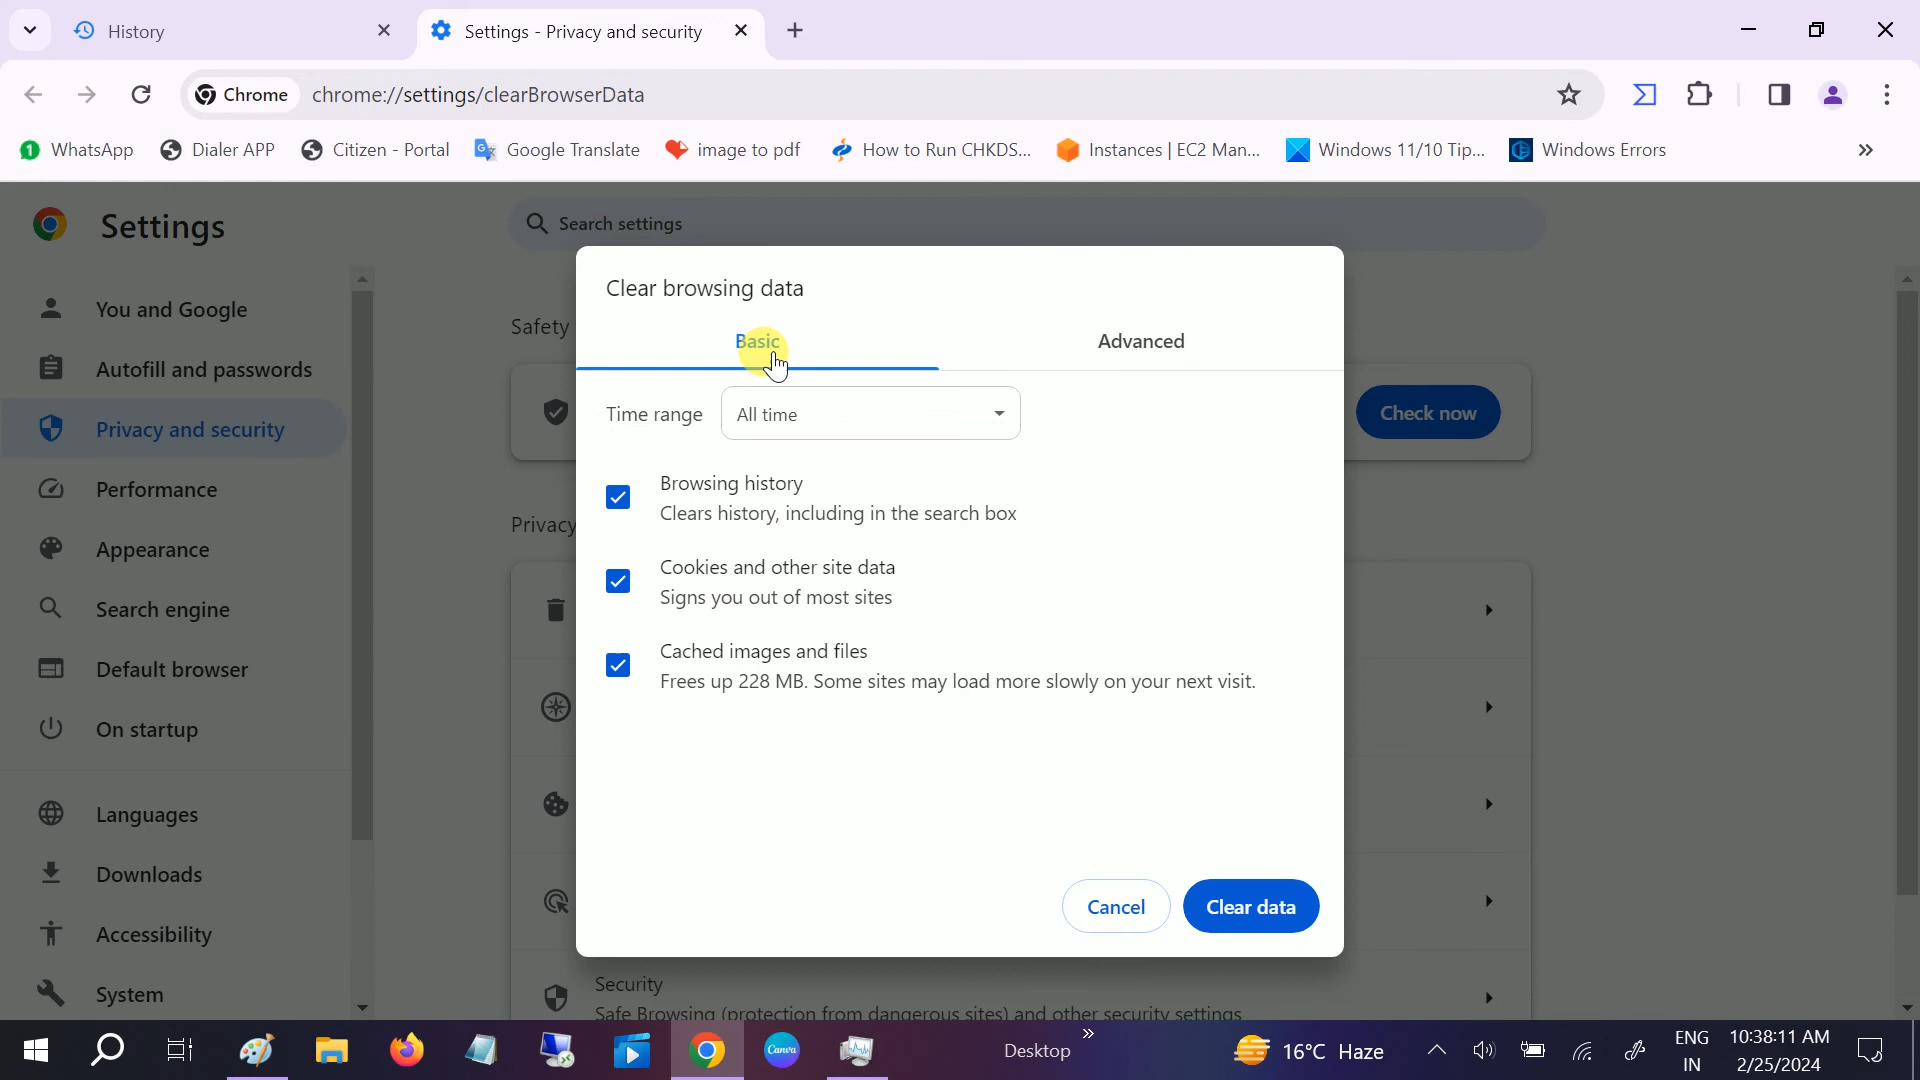 History
Settings - Privacy and security
Chrome
chrome://settings/clearBrowserData
1 WhatsApp
Dialer APP
Citizen - Portal
Google Translate
image to pdf
How to Run CHKDS...
Instances | EC2 Man...
Windows 11/10 Tip...
Windows Errors
Settings
Search settings
You and Google
Autofill and passwords
Privacy and security
Performance
Appearance
Search engine
Default browser
On startup
Languages
Downloads
Accessibility
System
Safety
Check now
Privacy
Clear browsing data
Basic
Advanced
Time range
All time
Browsing history
Clears history, including in the search box
Cookies and other site data
Signs you out of most sites
Cached images and files
Frees up 228 MB. Some sites may load more slowly on your next visit.
Cancel
Clear data
Security
Safe Browsing (protection from dangerous sites) and other security settings
Canva
Desktop
16°C Haze
ENG
IN
10:38:11 AM
2/25/2024